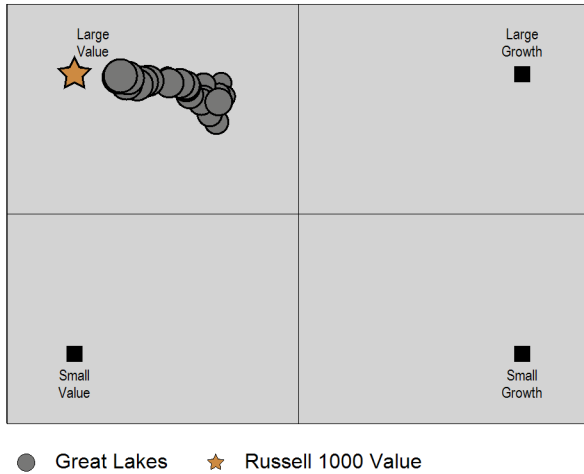 Large
Value
Large
Growth
Small
Value
Small
Growth
Great Lakes
Russell 1000 Value